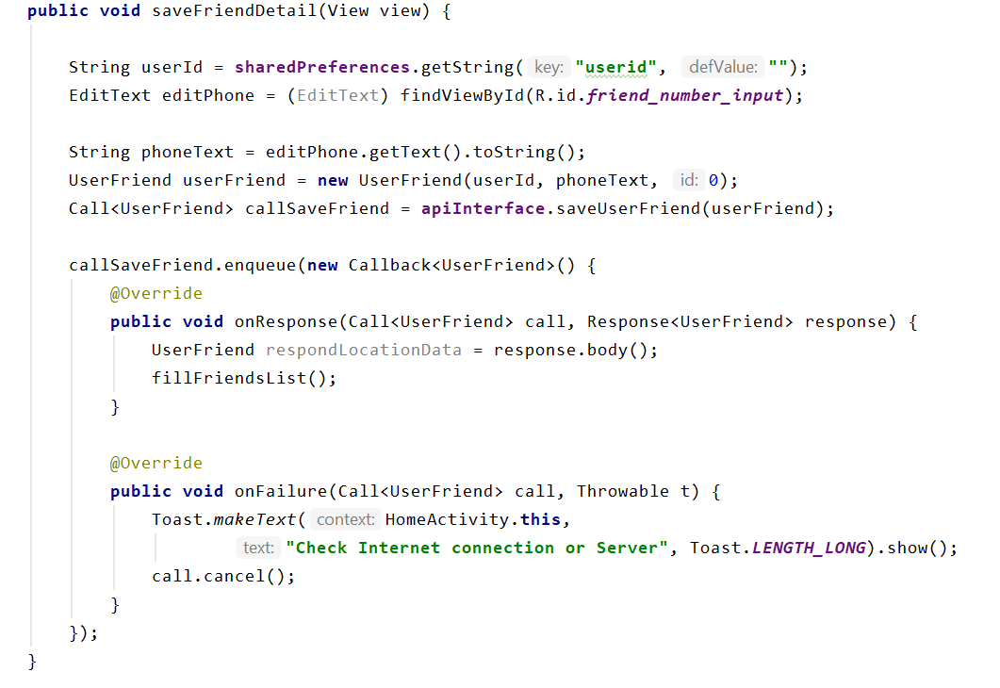 public void saveFriendDetail(View view) {
String userId = sharedPreferences.getString( key: "userid", defValue: "");
EditText editPhone = (EditText) findViewById(R.id.friend_number_input);
String phoneText = editPhone.getText().toString();
UserFriend userFriend = new UserFriend(userId, phoneText, id: 0);
Call<UserFriend> callSaveFriend = apiInterface.saveUserFriend(userFriend);
callSaveFriend.enqueue(new Callback<UserFriend>() {
@Override
public void onResponse(Call<UserFriend> call, Response<UserFriend> response) {
UserFriend respondLocationData = response.body();
fillFriendsList();
}
@Override
public void onFailure(Call<UserFriend> call, Throwable t) {
Toast.makeText( context: HomeActivity.this,
text: "Check Internet connection or Server", Toast.LENGTH_LONG).show();
call.cancel();
}
});
}